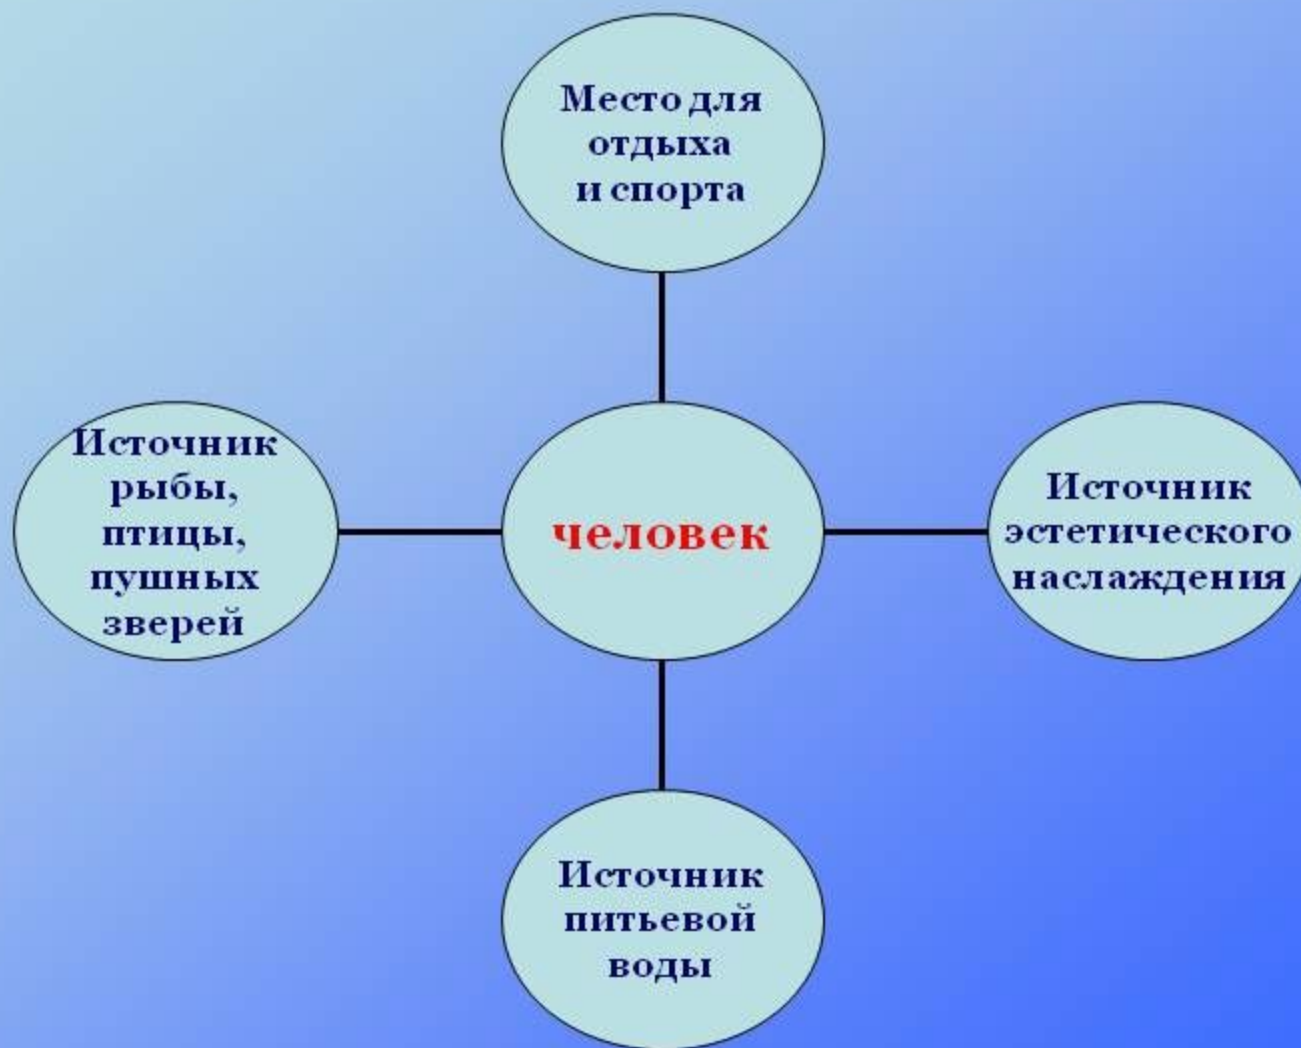 Место для
отдыха
и спорта
Источник
рыбы,
птицы,
пушных
зверей
человек
Источник
эстетического
наслаждения
Источник
питьевой
воды